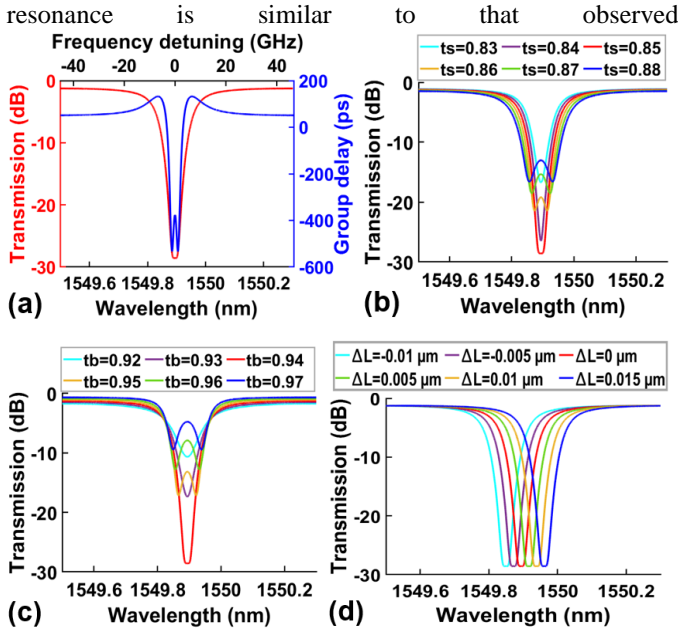 resonance is similar to that observed
Frequency detuning (GHz)
-40 -20 0 20 40
Transmission (dB)
0
-10
-20
-30
200
0
-200
-400
-600
Group delay (ps)
1549.6 1549.8 1550 1550.2
Wavelength (nm)
(a)
ts=0.83 ts=0.84 ts=0.85
ts=0.86 ts=0.87 ts=0.88
Transmission (dB)
0
-10
-20
-30
1549.6 1549.8 1550 1550.2
Wavelength (nm)
(b)
tb=0.92 tb=0.93 tb=0.94
tb=0.95 tb=0.96 tb=0.97
Transmission (dB)
0
-10
-20
-30
1549.6 1549.8 1550 1550.2
Wavelength (nm)
(c)
ΔL=-0.01 μm ΔL=-0.005 μm ΔL=0 μm
ΔL=0.005 μm ΔL=0.01 μm ΔL=0.015 μm
Transmission (dB)
0
-10
-20
-30
1549.6 1549.8 1550 1550.2
Wavelength (nm)
(d)